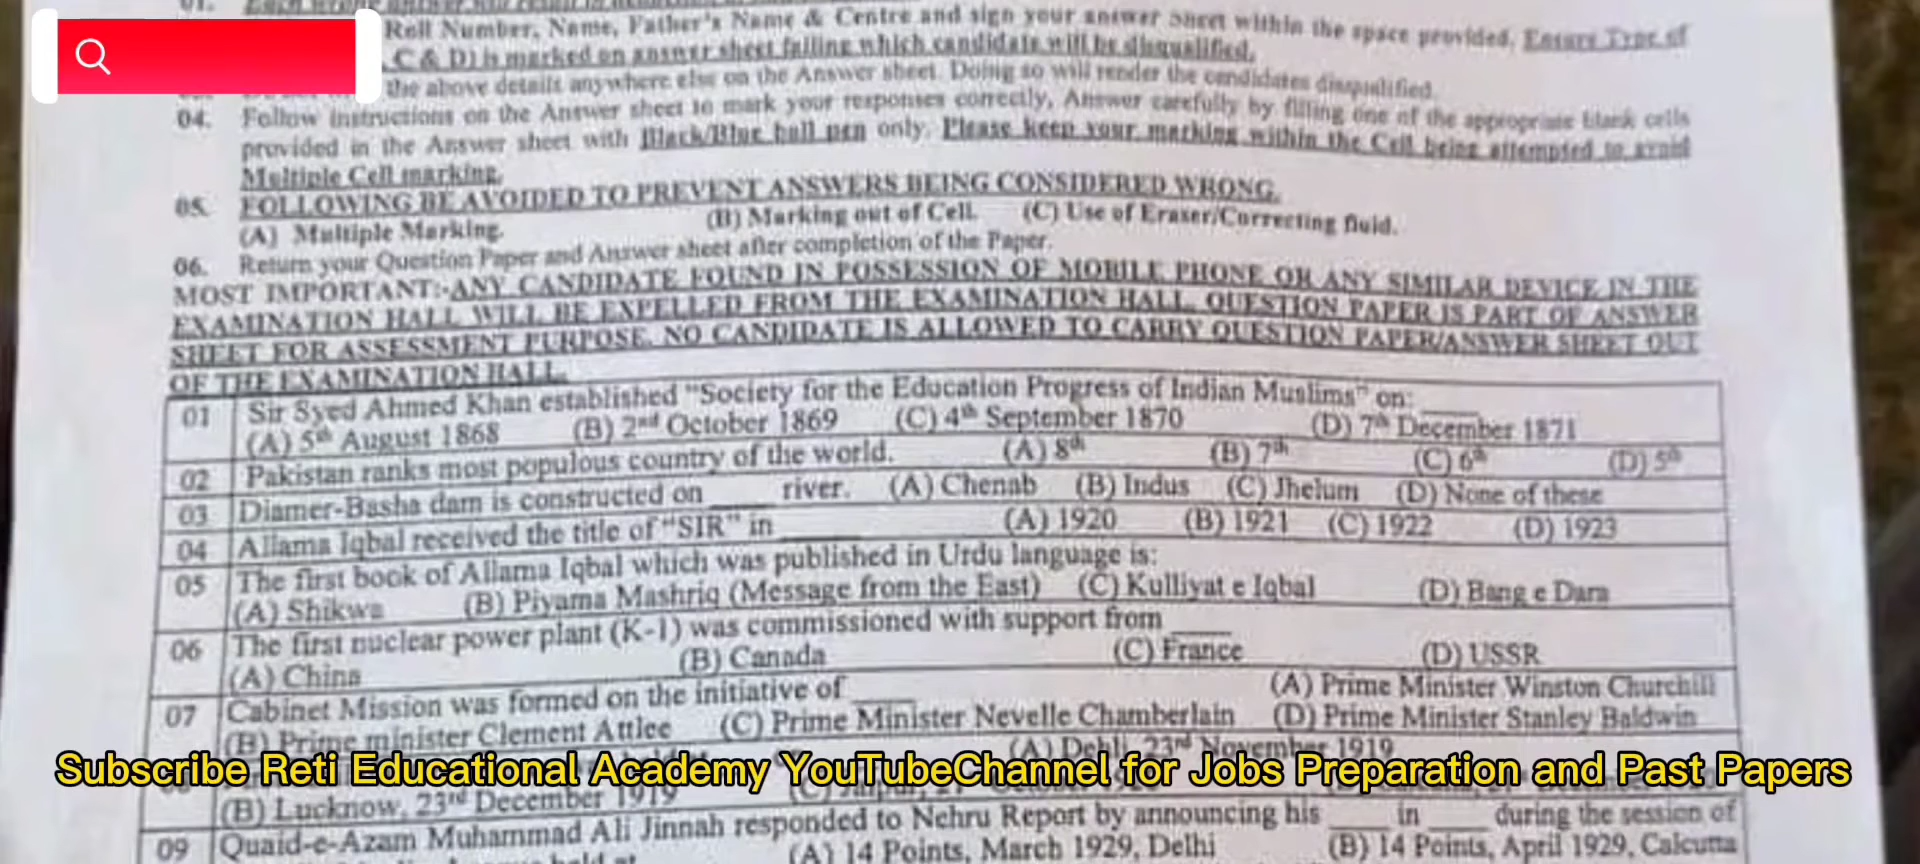 01. Each wrong answer will result in
Roll Number, Name, Father's Name & Centre and sign your answer Sheet within the space provided. Ensure Type of
C & D) is marked on answer sheet failing which candidate will be disqualified.
the above details anywhere else on the Answer sheet. Doing so will render the candidates disqualified.
04. Follow instructions on the Answer sheet to mark your responses correctly, Answer carefully by filling one of the appropriate blank cells
provided in the Answer sheet with Black/Blue ball pen only. Please keep your marking within the Cell being attempted to avoid
Multiple Cell marking.
05. FOLLOWING BE AVOIDED TO PREVENT ANSWERS BEING CONSIDERED WRONG.
(A) Multiple Marking. (B) Marking out of Cell. (C) Use of Eraser/Correcting fluid.
06. Return your Question Paper and Answer sheet after completion of the Paper.
MOST IMPORTANT:-ANY CANDIDATE FOUND IN POSSESSION OF MOBILE PHONE OR ANY SIMILAR DEVICE IN THE
EXAMINATION HALL WILL BE EXPELLED FROM THE EXAMINATION HALL. QUESTION PAPER IS PART OF ANSWER
SHEET FOR ASSESSMENT PURPOSE. NO CANDIDATE IS ALLOWED TO CARRY QUESTION PAPER/ANSWER SHEET OUT
OF THE EXAMINATION HALL.
01 Sir Syed Ahmed Khan established "Society for the Education Progress of Indian Muslims" on: ____
(A) 5th August 1868 (B) 2nd October 1869 (C) 4th September 1870 (D) 7th December 1871
02 Pakistan ranks most populous country of the world. (A) 8th (B) 7th (C) 6th (D) 5th
03 Diamer-Basha dam is constructed on ____ river. (A) Chenab (B) Indus (C) Jhelum (D) None of these
04 Allama Iqbal received the title of "SIR" in ____ (A) 1920 (B) 1921 (C) 1922 (D) 1923
05 The first book of Allama Iqbal which was published in Urdu language is:
(A) Shikwa (B) Piyama Mashriq (Message from the East) (C) Kulliyat e Iqbal (D) Bang e Dara
06 The first nuclear power plant (K-1) was commissioned with support from ____
(A) China (B) Canada (C) France (D) USSR
07 Cabinet Mission was formed on the initiative of ____ (A) Prime Minister Winston Churchill
(B) Prime minister Clement Attlee (C) Prime Minister Nevelle Chamberlain (D) Prime Minister Stanley Baldwin
(A) Dehli, 23rd November 1919
Subscribe Reti Educational Academy YouTubeChannel for Jobs Preparation and Past Papers
(B) Lucknow, 23rd December 1919
09 Quaid-e-Azam Muhammad Ali Jinnah responded to Nehru Report by announcing his ____ in ____ during the session of
(A) 14 Points, March 1929, Delhi (B) 14 Points, April 1929, Calcutta